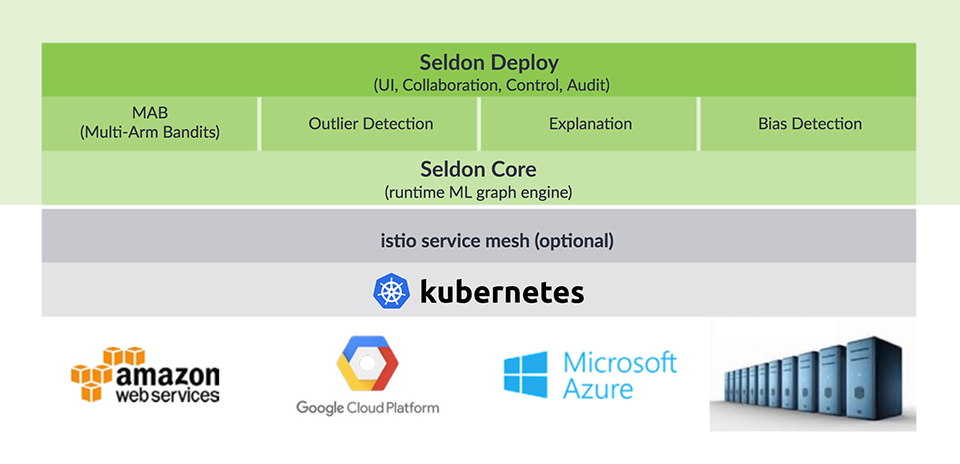 Seldon Deploy
(UI, Collaboration, Control, Audit)
MAB
(Multi-Arm Bandits)
Outlier Detection
Explanation
Bias Detection
Seldon Core
(runtime ML graph engine)
istio service mesh (optional)
kubernetes
amazon
web services
Google Cloud Platform
Microsoft
Azure